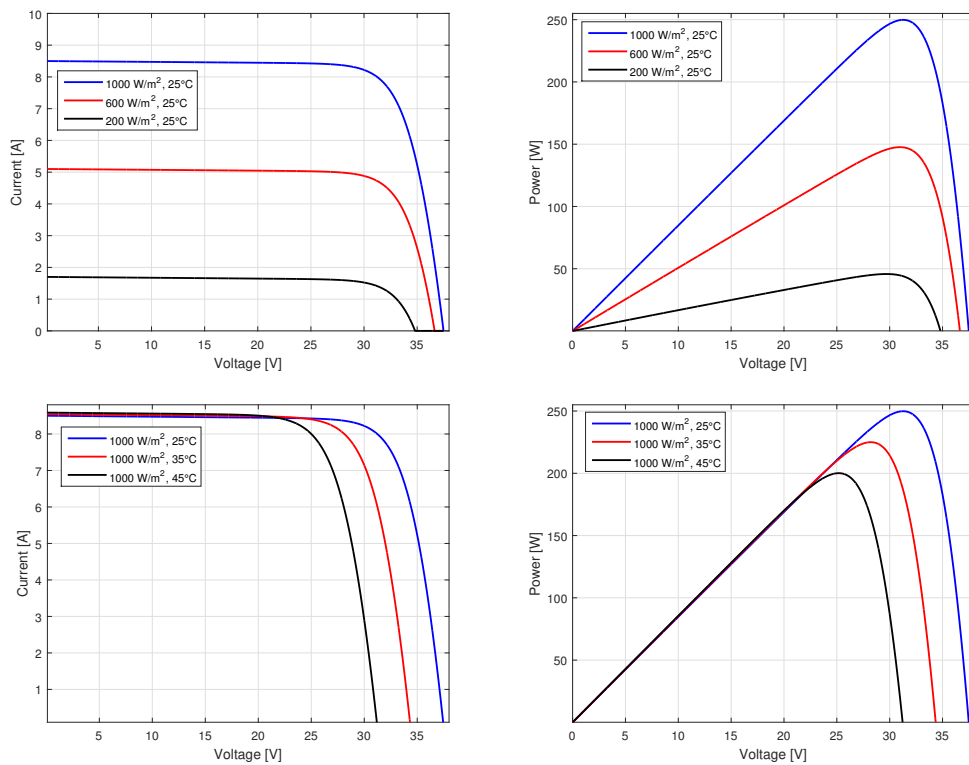 10
9
8
7
6
5
4
3
2
1
0
Current [A]
1000 W/m², 25°C
600 W/m², 25°C
200 W/m², 25°C
5 10 15 20 25 30 35
Voltage [V]
250
200
150
100
50
Power [W]
1000 W/m², 25°C
600 W/m², 25°C
200 W/m², 25°C
0 5 10 15 20 25 30 35
Voltage [V]
8
7
6
5
4
3
2
1
Current [A]
1000 W/m², 25°C
1000 W/m², 35°C
1000 W/m², 45°C
5 10 15 20 25 30 35
Voltage [V]
250
200
150
100
50
Power [W]
1000 W/m², 25°C
1000 W/m², 35°C
1000 W/m², 45°C
0 5 10 15 20 25 30 35
Voltage [V]